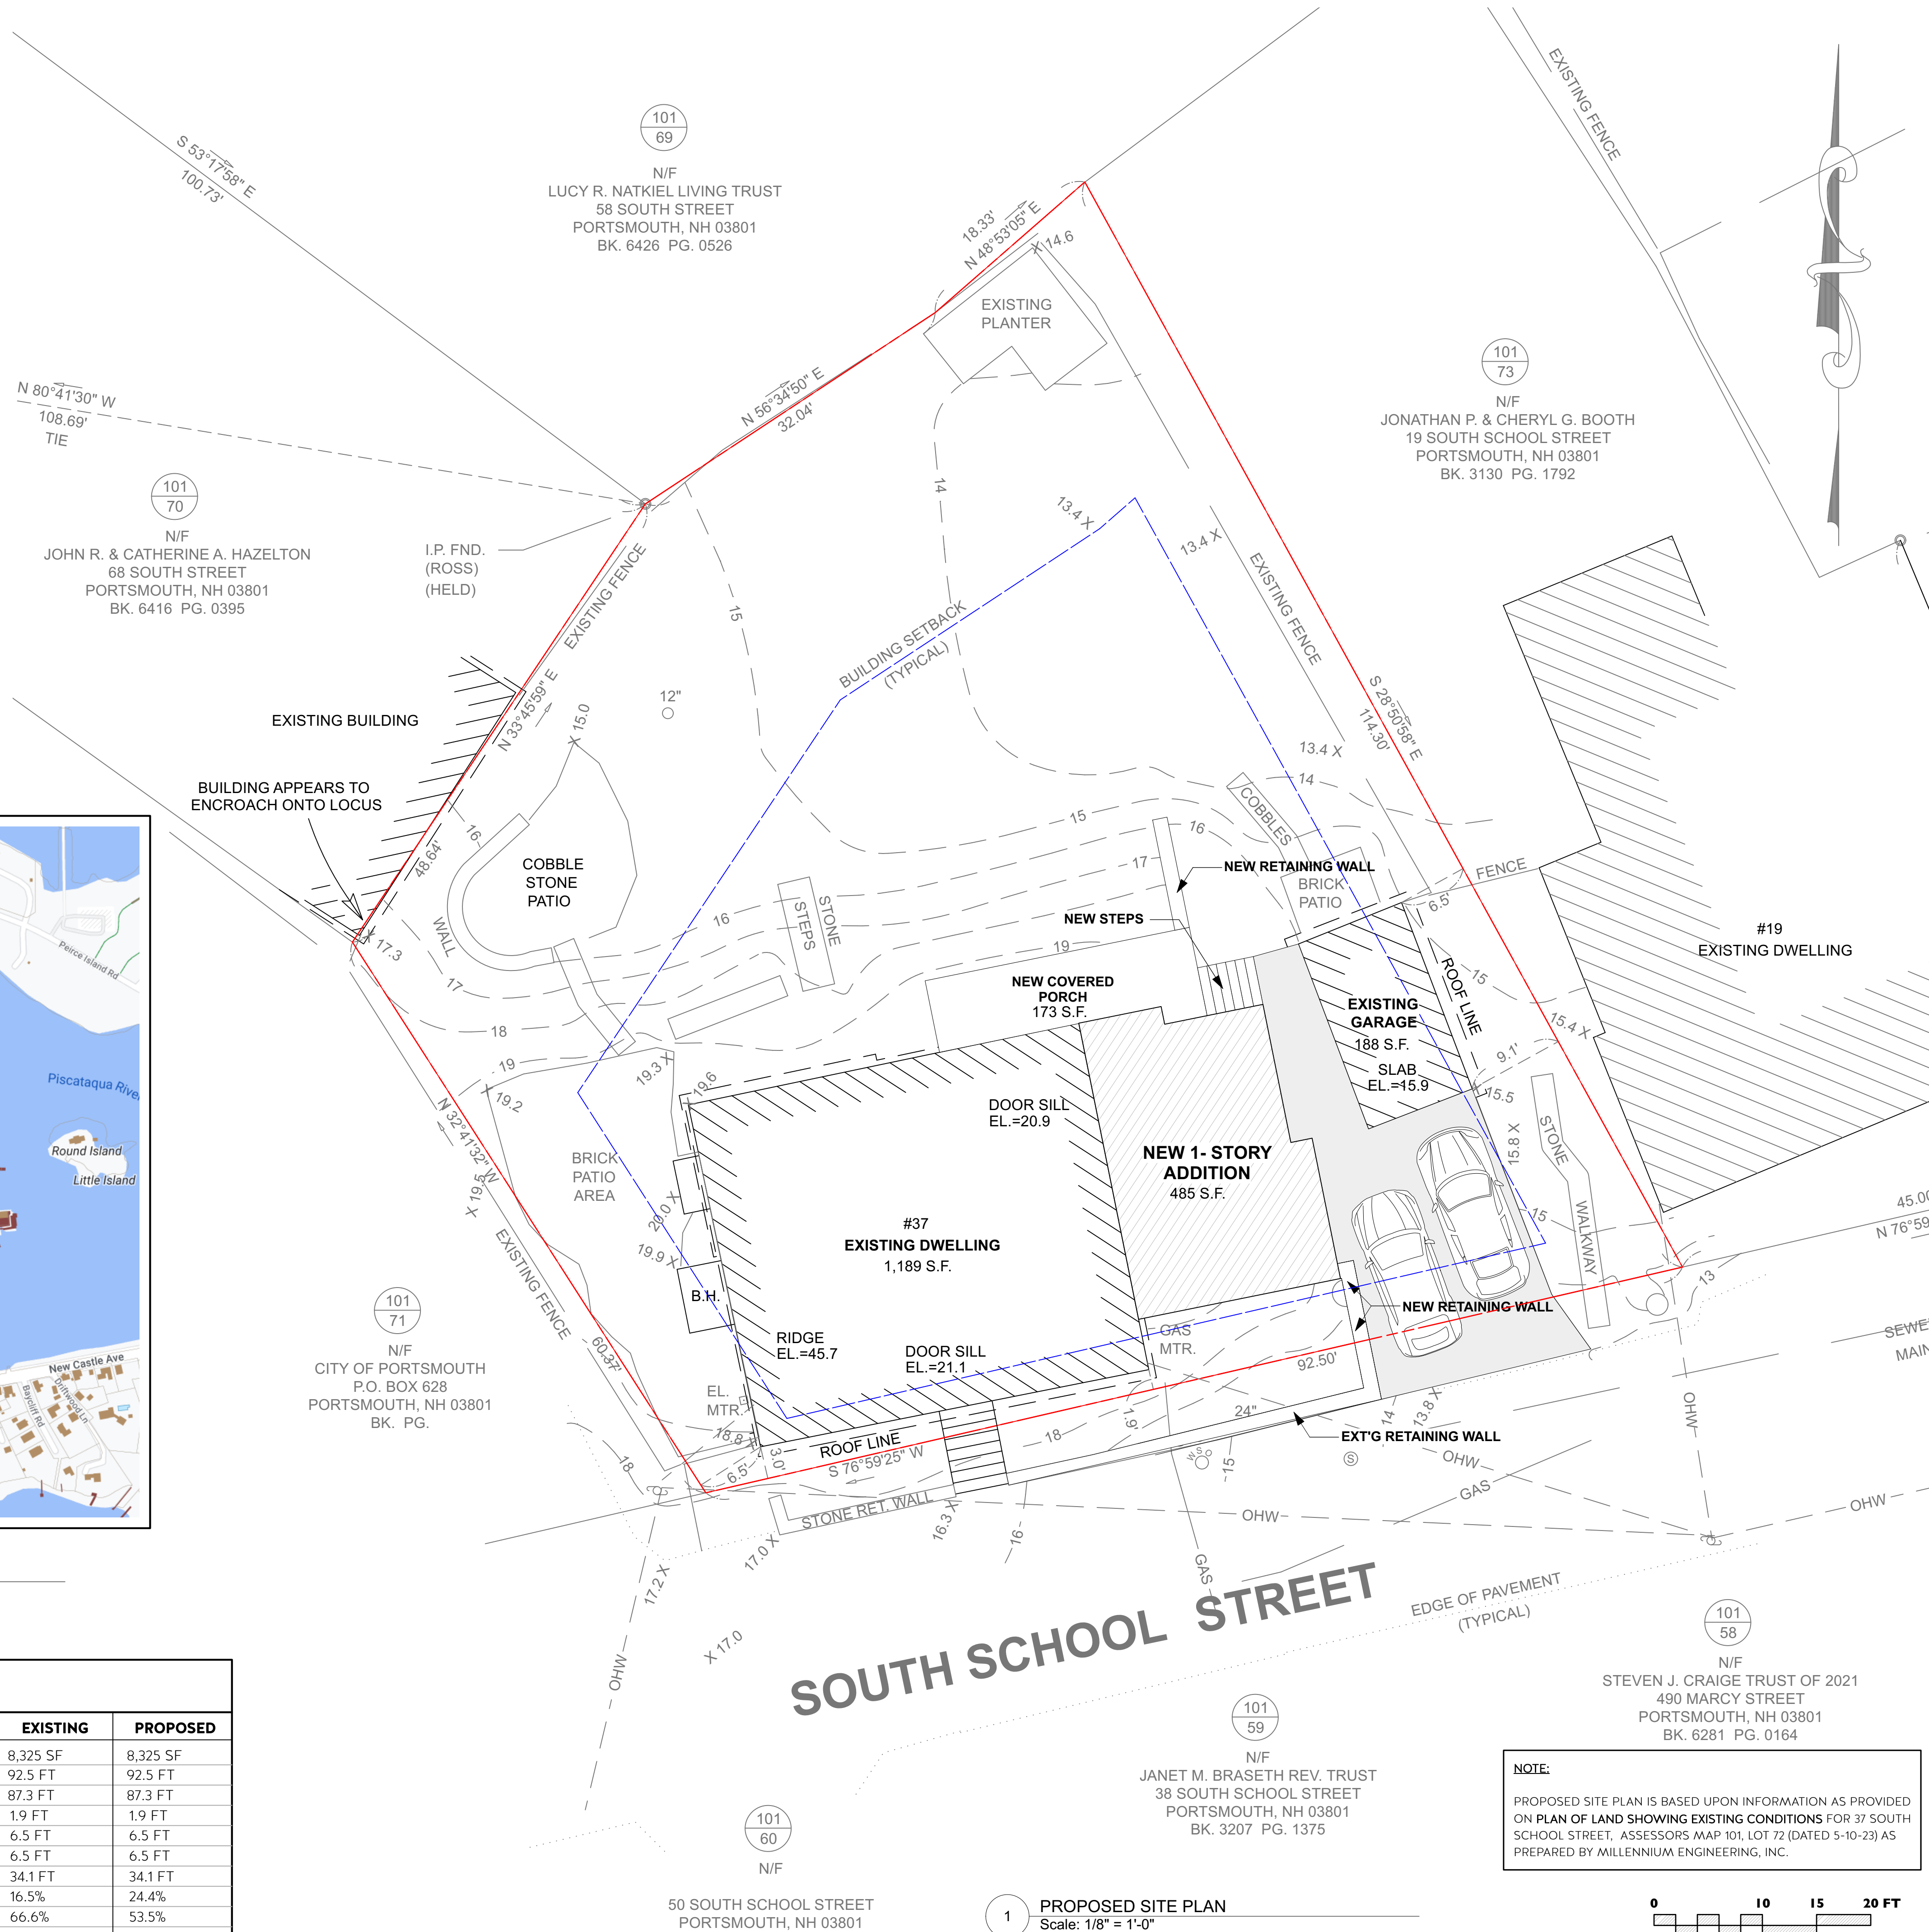 S 53°17'58" E
100.73'
101
69
N/F
LUCY R. NATKIEL LIVING TRUST
58 SOUTH STREET
PORTSMOUTH, NH 03801
BK. 6426 PG. 0526
18.33'
N 48°53'05" E
X 14.6
EXISTING
PLANTER
EXISTING FENCE
101
73
N/F
JONATHAN P. & CHERYL G. BOOTH
19 SOUTH SCHOOL STREET
PORTSMOUTH, NH 03801
BK. 3130 PG. 1792
N 80°41'30" W
108.69'
TIE
N 56°34'50" E
32.04'
101
70
N/F
JOHN R. & CATHERINE A. HAZELTON
68 SOUTH STREET
PORTSMOUTH, NH 03801
BK. 6416 PG. 0395
I.P. FND.
(ROSS)
(HELD)
EXISTING FENCE
14
13.4 X
13.4 X
EXISTING FENCE
15
BUILDING SETBACK
(TYPICAL)
S 28°50'58" E
114.30'
13.4 X
14
12"
EXISTING BUILDING
N 33°45'59" E
X 15.0
BUILDING APPEARS TO
ENCROACH ONTO LOCUS
48.64'
16
COBBLE
STONE
PATIO
WALL
X 17.3
17
18
19
16
STONE
STEPS
15
16
17
19
COBBLES
NEW RETAINING WALL
BRICK
PATIO
NEW STEPS
FENCE
6.5'
#19
EXISTING DWELLING
NEW COVERED
PORCH
173 S.F.
ROOF LINE
15
EXISTING
GARAGE
188 S.F.
SLAB
EL.=15.9
15.4 X
9.1'
X 15.5
15.8 X
STONE
WALKWAY
15
Peirce Island Rd
Piscataqua River
Round Island
Little Island
New Castle Ave
Driftwood Ln
Baycliff Rd
N 32°41'32" W
X 19.2
X 19.5
19.3 X
19.6
BRICK
PATIO
AREA
20.0 X
19.9 X
B.H.
DOOR SILL
EL.=20.9
NEW 1- STORY
ADDITION
485 S.F.
#37
EXISTING DWELLING
1,189 S.F.
EXISTING FENCE
60.37'
RIDGE
EL.=45.7
DOOR SILL
EL.=21.1
GAS
MTR.
NEW RETAINING WALL
92.50'
13
45.00
N 76°59
SEWE
MAIN
EL.
MTR.
18.8 X
ROOF LINE
S 76°59'25" W
3.0'
6.5'
18
18
1.9'
24"
EXT'G RETAINING WALL
14
13.8 X
OHW
OHW
GAS
OHW
101
71
N/F
CITY OF PORTSMOUTH
P.O. BOX 628
PORTSMOUTH, NH 03801
BK. PG.
STONE RET. WALL
17.0 X
16.3 X
16
15
WSO
S
OHW
GAS
17.2 X
X 17.0
OHW
SOUTH SCHOOL STREET
EDGE OF PAVEMENT
(TYPICAL)
101
58
N/F
STEVEN J. CRAIGE TRUST OF 2021
490 MARCY STREET
PORTSMOUTH, NH 03801
BK. 6281 PG. 0164
101
59
N/F
JANET M. BRASETH REV. TRUST
38 SOUTH SCHOOL STREET
PORTSMOUTH, NH 03801
BK. 3207 PG. 1375
101
60
N/F
50 SOUTH SCHOOL STREET
PORTSMOUTH, NH 03801
EXISTING PROPOSED
8,325 SF 8,325 SF
92.5 FT 92.5 FT
87.3 FT 87.3 FT
1.9 FT 1.9 FT
6.5 FT 6.5 FT
6.5 FT 6.5 FT
34.1 FT 34.1 FT
16.5% 24.4%
66.6% 53.5%
NOTE:
PROPOSED SITE PLAN IS BASED UPON INFORMATION AS PROVIDED
ON PLAN OF LAND SHOWING EXISTING CONDITIONS FOR 37 SOUTH
SCHOOL STREET, ASSESSORS MAP 101, LOT 72 (DATED 5-10-23) AS
PREPARED BY MILLENNIUM ENGINEERING, INC.
1
PROPOSED SITE PLAN
Scale: 1/8" = 1'-0"
0 10 15 20 FT